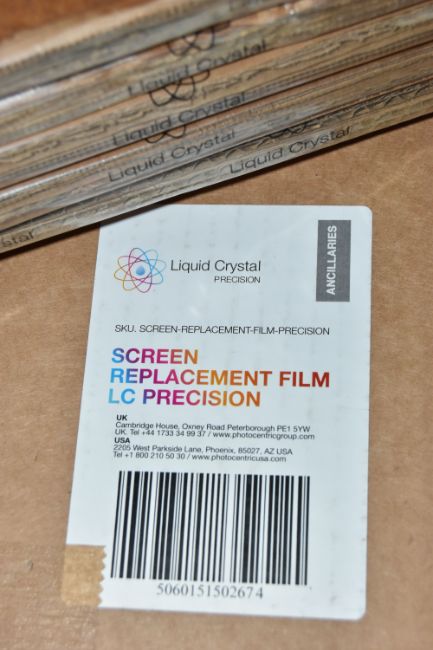 Liquid Crystal
Liquid Crystal
Liquid Crystal
Liquid Crystal
Liquid Crystal
PRECISION
ANCILLARIES
SKU. SCREEN-REPLACEMENT-FILM-PRECISION
SCREEN
REPLACEMENT FILM
LC PRECISION
UK
Cambridge House, Oxney Road Peterborough PE1 5YW
UK. Tel +44 1733 34 99 37 / www.photocentricgroup.com
USA
2205 West Parkside Lane, Phoenix, 85027, AZ USA
Tel +1 800 210 50 30 / www.photocentricusa.com
5060151502674